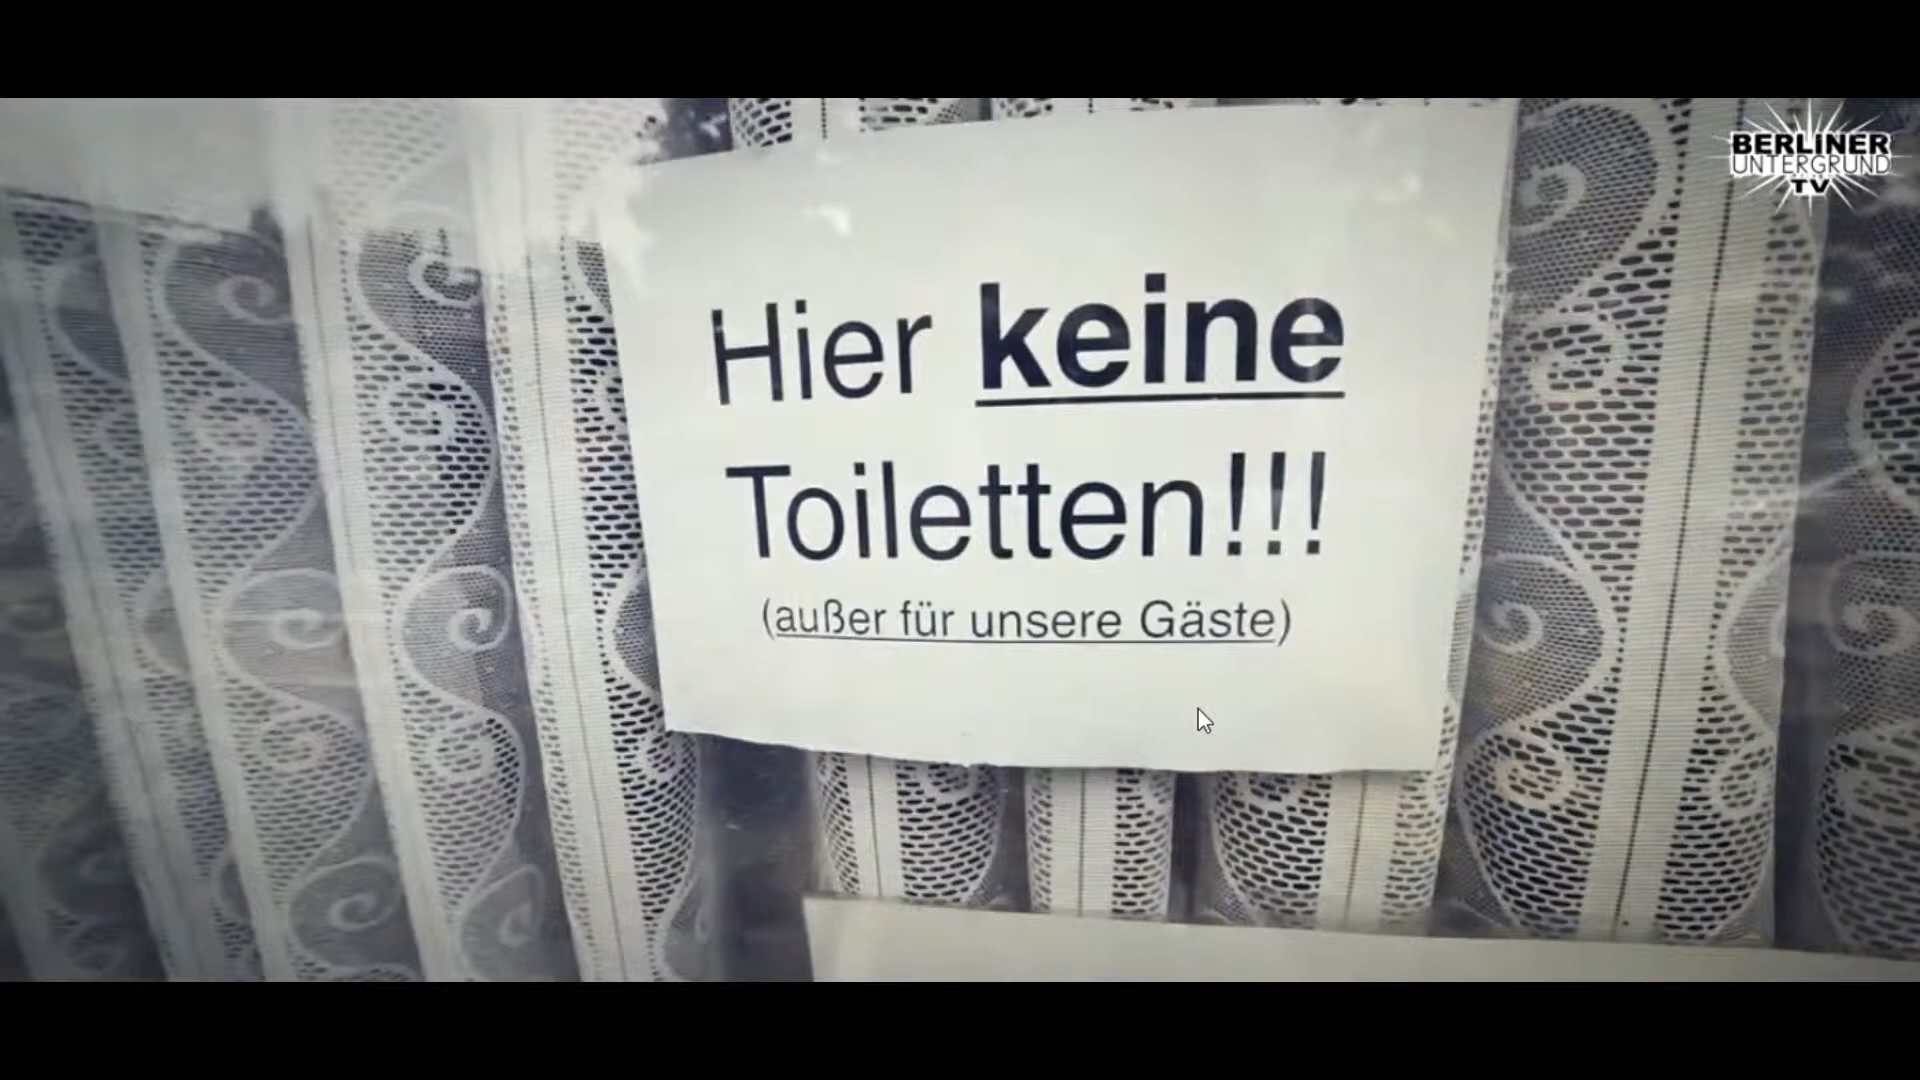 BERLINER
UNTERGRUND
TV
Hier keine
Toiletten!!!
(außer für unsere Gäste)